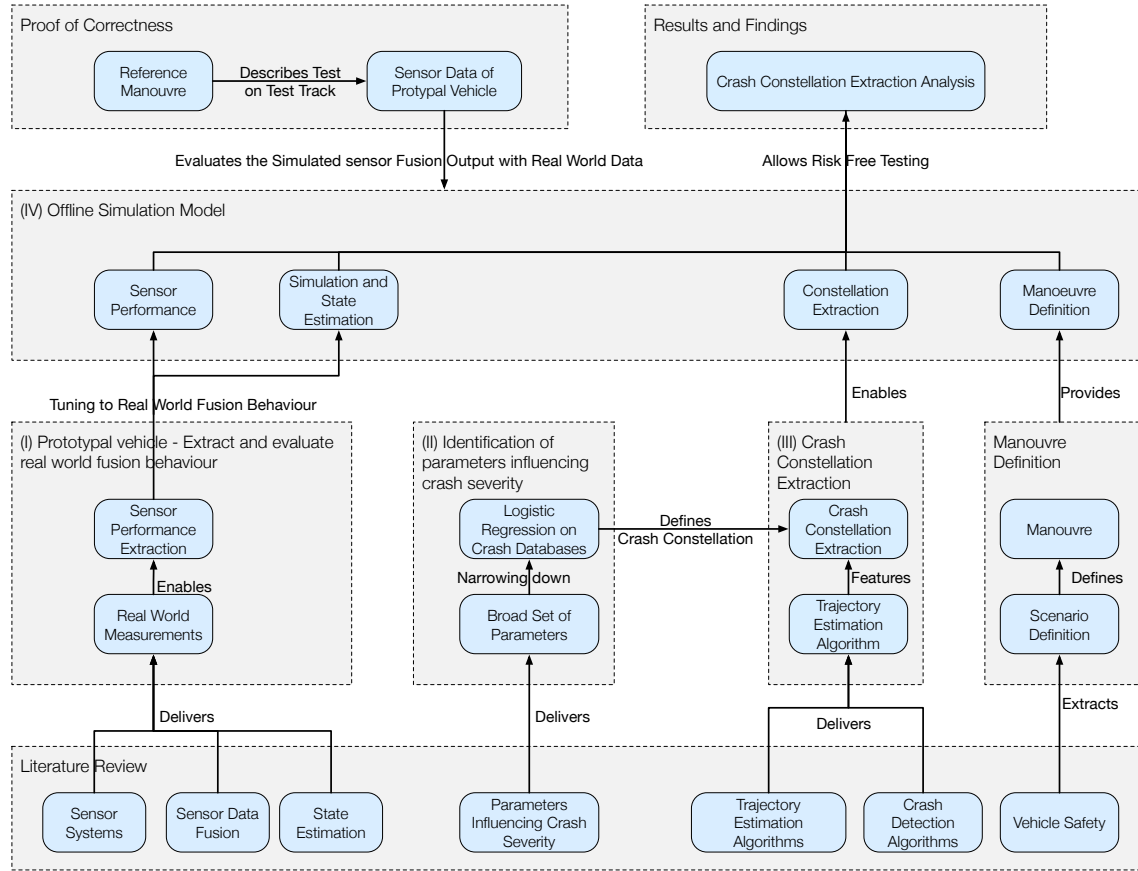 Proof of Correctness
Reference
Manouvre
Describes Test
on Test Track
Sensor Data of
Protypal Vehicle
Results and Findings
Crash Constellation Extraction Analysis
Evaluates the Simulated sensor Fusion Output with Real World Data
Allows Risk Free Testing
(IV) Offline Simulation Model
Sensor
Performance
Simulation and
State
Estimation
Constellation
Extraction
Manoeuvre
Definition
Tuning to Real World Fusion Behaviour
Enables
Provides
(I) Prototypal vehicle - Extract and evaluate
real world fusion behaviour
Sensor
Performance
Extraction
Enables
Real World
Measurements
(II) Identification of
parameters influencing
crash severity
Logistic
Regression on
Crash Databases
Narrowing down
Broad Set of
Parameters
Defines
Crash Constellation
(III) Crash
Constellation
Extraction
Crash
Constellation
Extraction
Features
Trajectory
Estimation
Algorithm
Manouvre
Definition
Manouvre
Defines
Scenario
Definition
Delivers
Delivers
Delivers
Extracts
Literature Review
Sensor
Systems
Sensor Data
Fusion
State
Estimation
Parameters
Influencing Crash
Severity
Trajectory
Estimation
Algorithms
Crash
Detection
Algorithms
Vehicle Safety